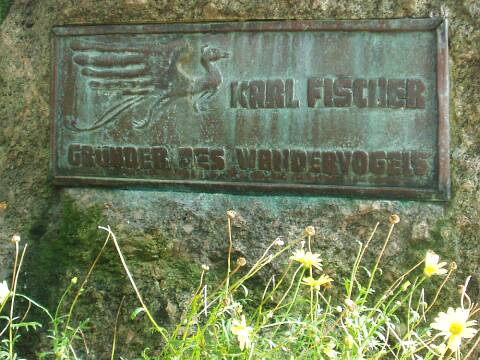 KARL FISCHER
GRÜNDER DES WANDERVOGELS